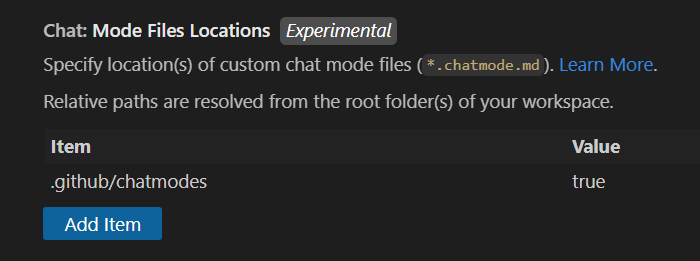 Chat: Mode Files Locations Experimental
Specify location(s) of custom chat mode files (*.chatmode.md). Learn More.
Relative paths are resolved from the root folder(s) of your workspace.
Item Value
.github/chatmodes true
Add Item